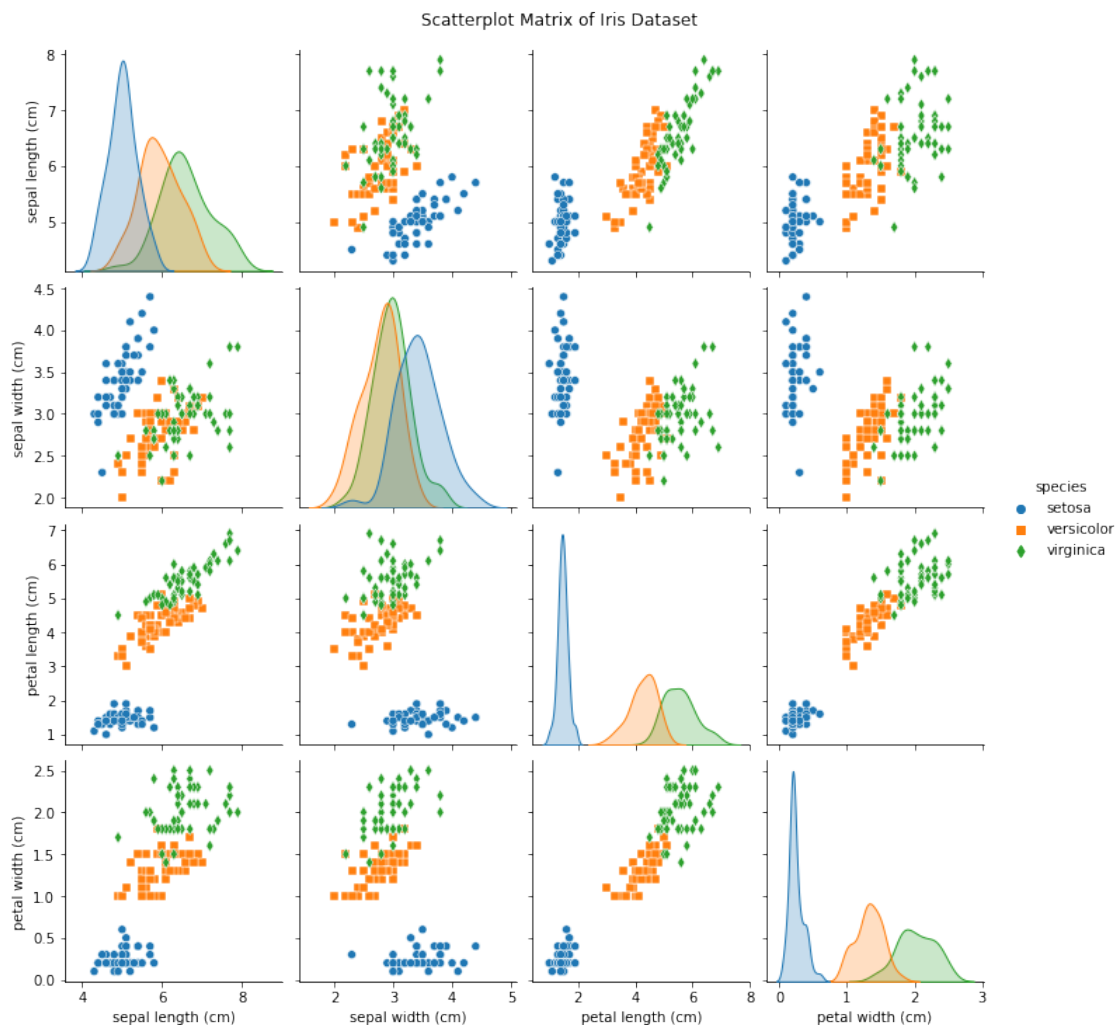 Scatterplot Matrix of Iris Dataset
8
7
6
5
sepal length (cm)
4.5
4.0
3.5
3.0
2.5
2.0
sepal width (cm)
species
setosa
versicolor
virginica
7
6
5
4
3
2
1
petal length (cm)
2.5
2.0
1.5
1.0
0.5
0.0
petal width (cm)
4 6 8
2 3 4 5
2 4 6 8
0 1 2 3
sepal length (cm)
sepal width (cm)
petal length (cm)
petal width (cm)